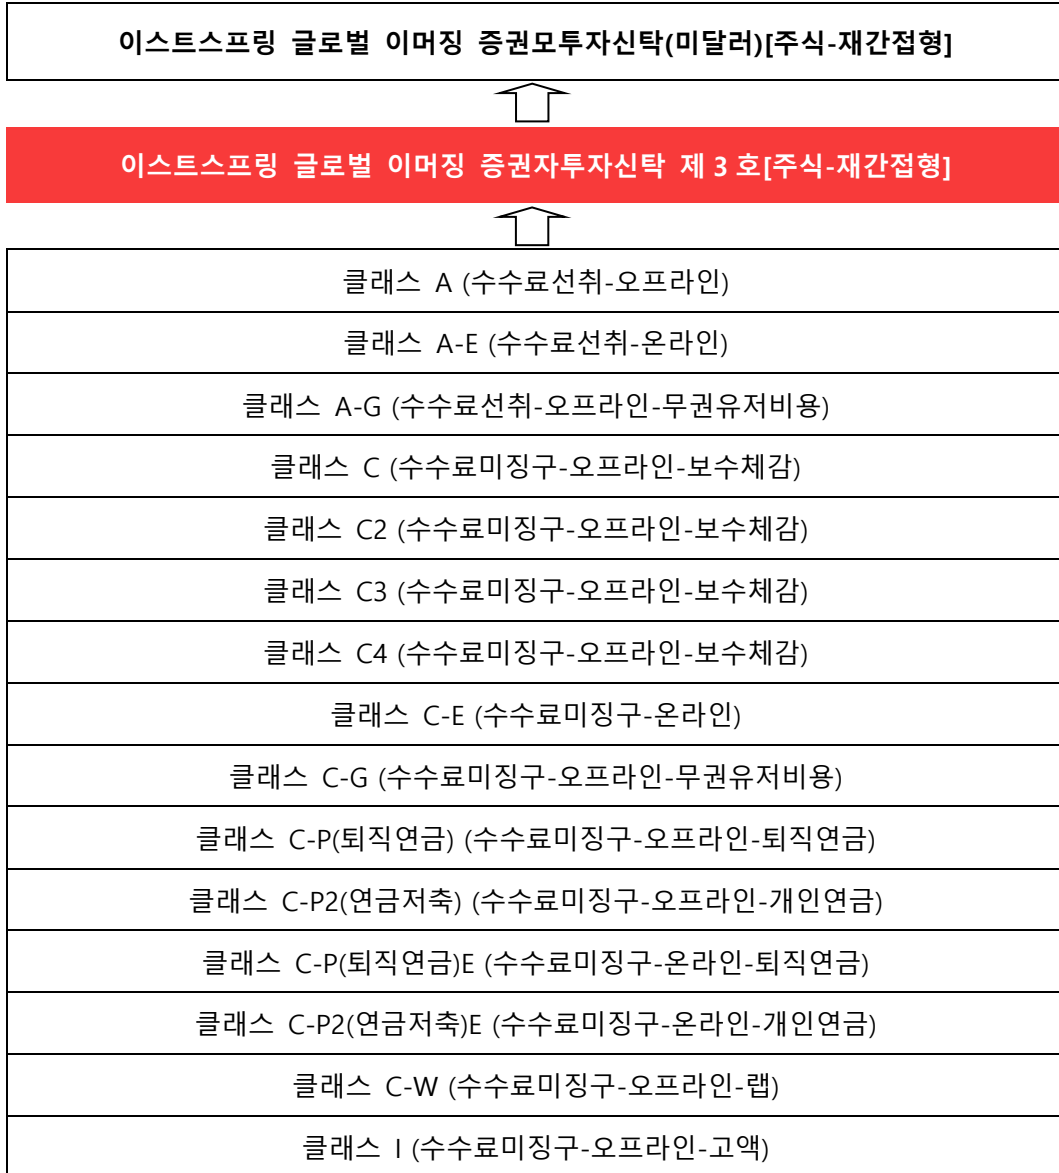 이스트스프링 글로벌 이머징 증권모투자신탁(미달러)[주식-재간접형]
이스트스프링 글로벌 이머징 증권자투자신탁 제 3 호[주식-재간접형]
클래스 A (수수료선취-오프라인)
클래스 A-E (수수료선취-온라인)
클래스 A-G (수수료선취-오프라인-무권유저비용)
클래스 C (수수료미징구-오프라인-보수체감)
클래스 C2 (수수료미징구-오프라인-보수체감)
클래스 C3 (수수료미징구-오프라인-보수체감)
클래스 C4 (수수료미징구-오프라인-보수체감)
클래스 C-E (수수료미징구-온라인)
클래스 C-G (수수료미징구-오프라인-무권유저비용)
클래스 C-P(퇴직연금) (수수료미징구-오프라인-퇴직연금)
클래스 C-P2(연금저축) (수수료미징구-오프라인-개인연금)
클래스 C-P(퇴직연금)E (수수료미징구-온라인-퇴직연금)
클래스 C-P2(연금저축)E (수수료미징구-온라인-개인연금)
클래스 C-W (수수료미징구-오프라인-랩)
클래스 I (수수료미징구-오프라인-고액)